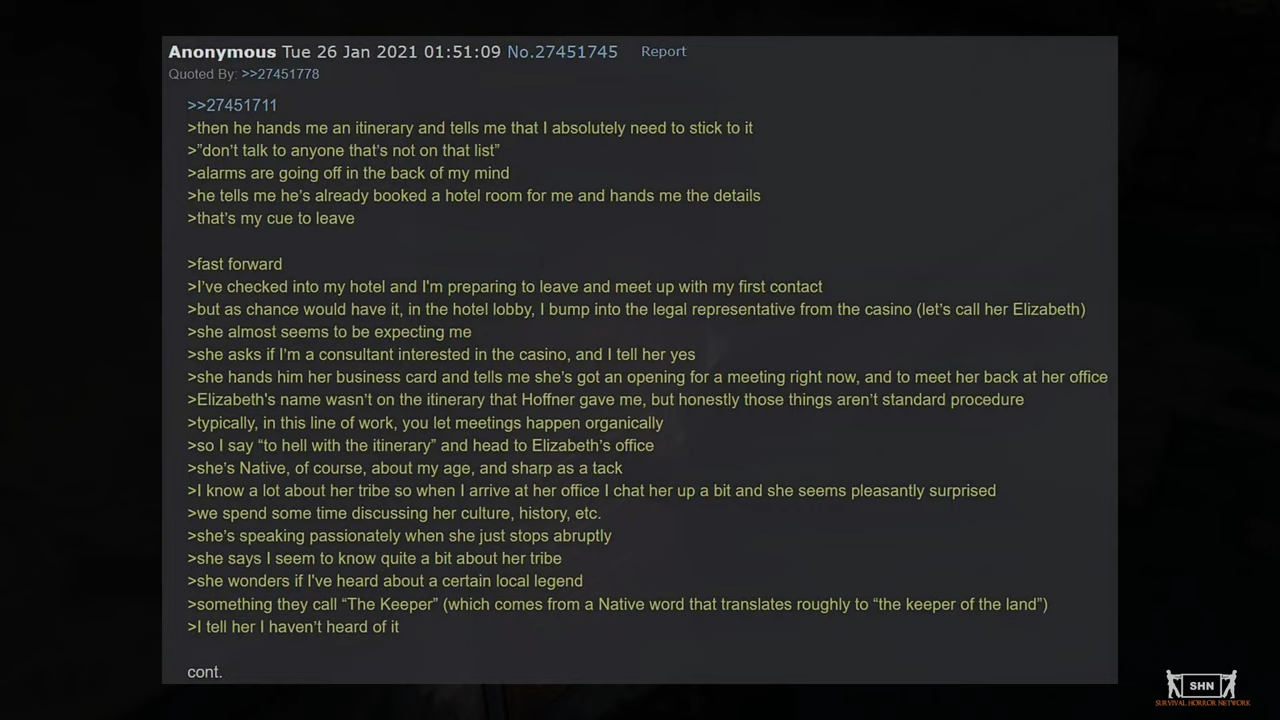 Anonymous Tue 26 Jan 2021 01:51:09 No.27451745 Report
Quoted By: >>27451778
>>27451711
>then he hands me an itinerary and tells me that I absolutely need to stick to it
>”don’t talk to anyone that’s not on that list”
>alarms are going off in the back of my mind
>he tells me he’s already booked a hotel room for me and hands me the details
>that’s my cue to leave
>fast forward
>I’ve checked into my hotel and I'm preparing to leave and meet up with my first contact
>but as chance would have it, in the hotel lobby, I bump into the legal representative from the casino (let’s call her Elizabeth)
>she almost seems to be expecting me
>she asks if I’m a consultant interested in the casino, and I tell her yes
>she hands him her business card and tells me she’s got an opening for a meeting right now, and to meet her back at her office
>Elizabeth’s name wasn’t on the itinerary that Hoffner gave me, but honestly those things aren’t standard procedure
>typically, in this line of work, you let meetings happen organically
>so I say “to hell with the itinerary” and head to Elizabeth’s office
>she’s Native, of course, about my age, and sharp as a tack
>I know a lot about her tribe so when I arrive at her office I chat her up a bit and she seems pleasantly surprised
>we spend some time discussing her culture, history, etc.
>she’s speaking passionately when she just stops abruptly
>she says I seem to know quite a bit about her tribe
>she wonders if I've heard about a certain local legend
>something they call “The Keeper” (which comes from a Native word that translates roughly to “the keeper of the land”)
>I tell her I haven’t heard of it
cont.
SHN
SURVIVAL HORROR NETWORK